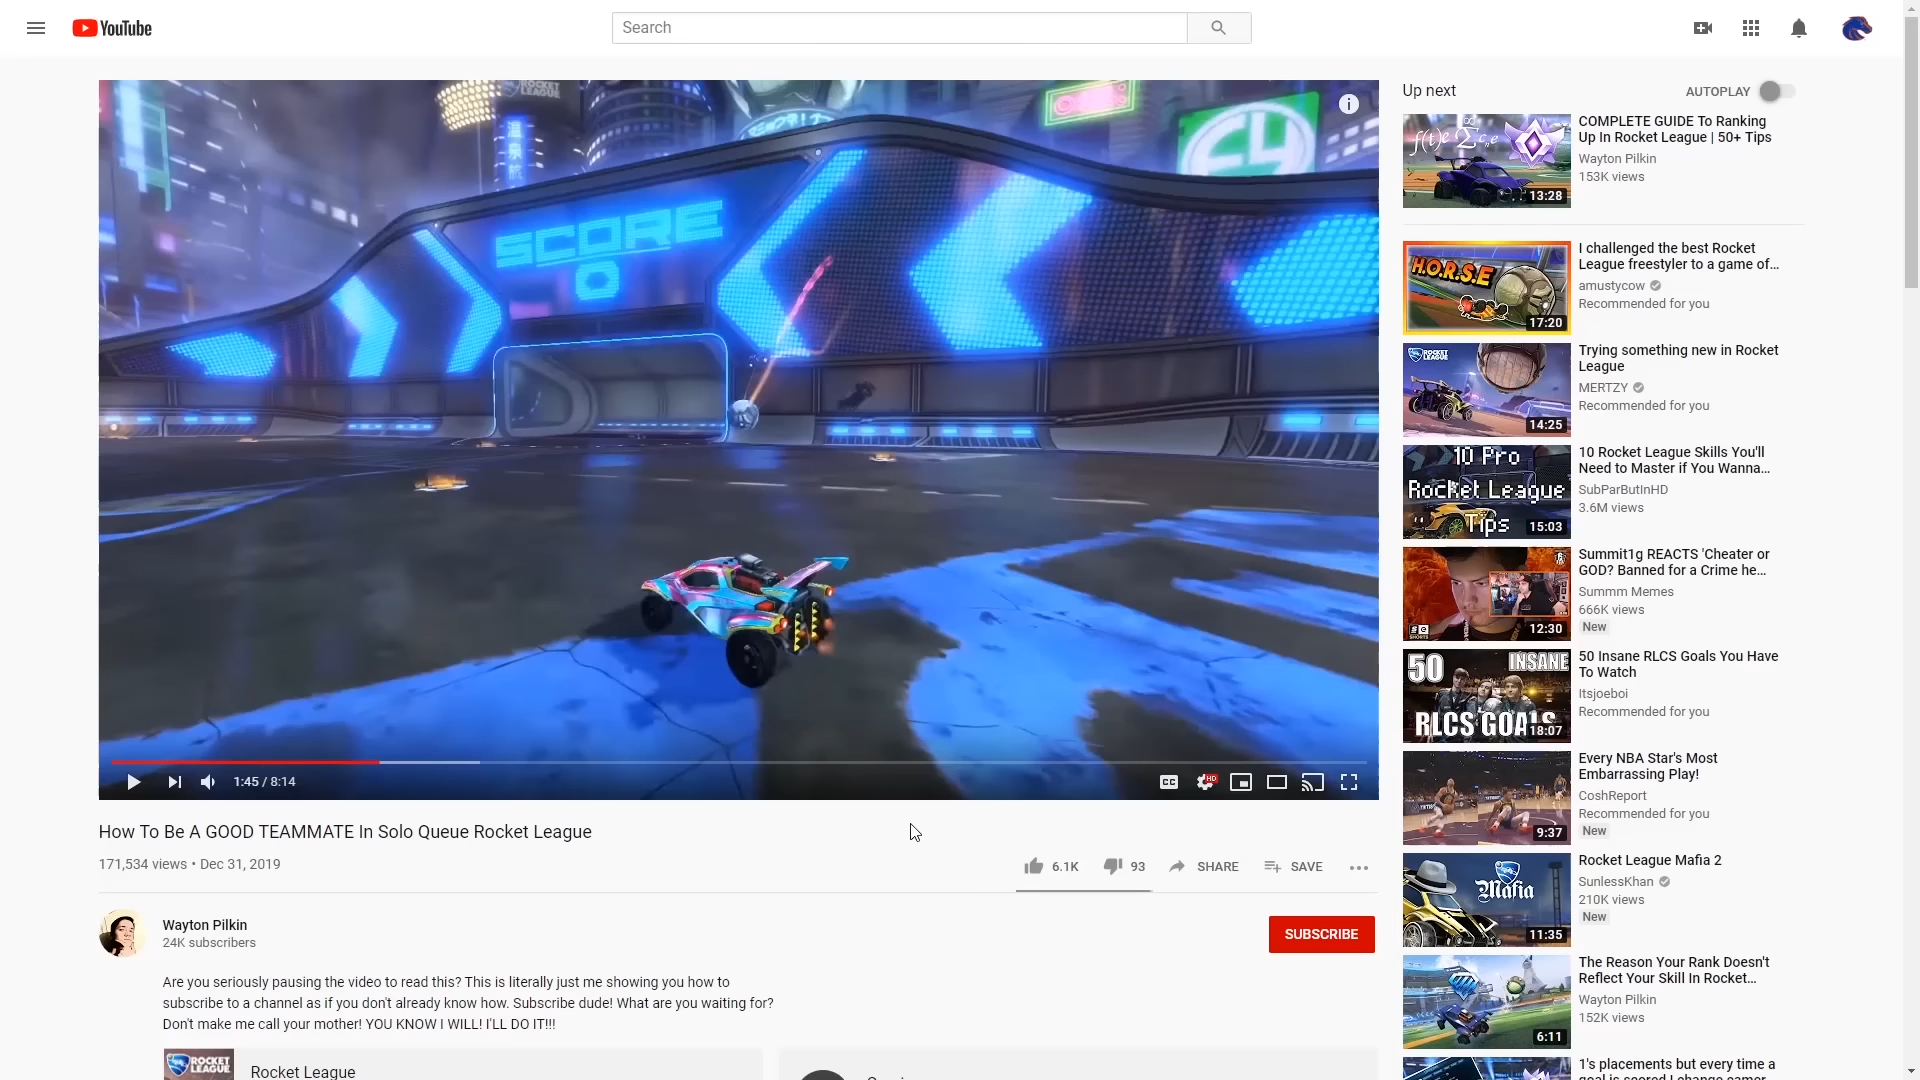 YouTube
Search
SCORE
0
Up next
AUTOPLAY
COMPLETE GUIDE To Ranking
Up In Rocket League | 50+ Tips
Wayton Pilkin
153K views
13:28
H.O.R.S.E
17:20
I challenged the best Rocket
League freestyler to a game of...
amustycow
Recommended for you
ROCKET
LEAGUE
14:25
Trying something new in Rocket
League
MERTZY
Recommended for you
10 Pro
Rocket League
Tips
15:03
10 Rocket League Skills You'll
Need to Master if You Wanna...
SubParButInHD
3.6M views
12:30
Summit1g REACTS 'Cheater or
GOD? Banned for a Crime he...
Summm Memes
666K views
New
50 INSANE
RLCS GOALS
18:07
50 Insane RLCS Goals You Have
To Watch
Itsjoeboi
Recommended for you
9:37
Every NBA Star's Most
Embarrassing Play!
CoshReport
Recommended for you
New
Mafia
11:35
Rocket League Mafia 2
SunlessKhan
210K views
New
6:11
The Reason Your Rank Doesn't
Reflect Your Skill In Rocket...
Wayton Pilkin
152K views
1's placements but every time a
1:45 / 8:14
CC
HD
How To Be A GOOD TEAMMATE In Solo Queue Rocket League
171,534 views • Dec 31, 2019
6.1K
93
SHARE
SAVE
Wayton Pilkin
24K subscribers
SUBSCRIBE
Are you seriously pausing the video to read this? This is literally just me showing you how to
subscribe to a channel as if you don't already know how. Subscribe dude! What are you waiting for?
Don't make me call your mother! YOU KNOW I WILL! I'LL DO IT!!!
ROCKET
LEAGUE
Rocket League